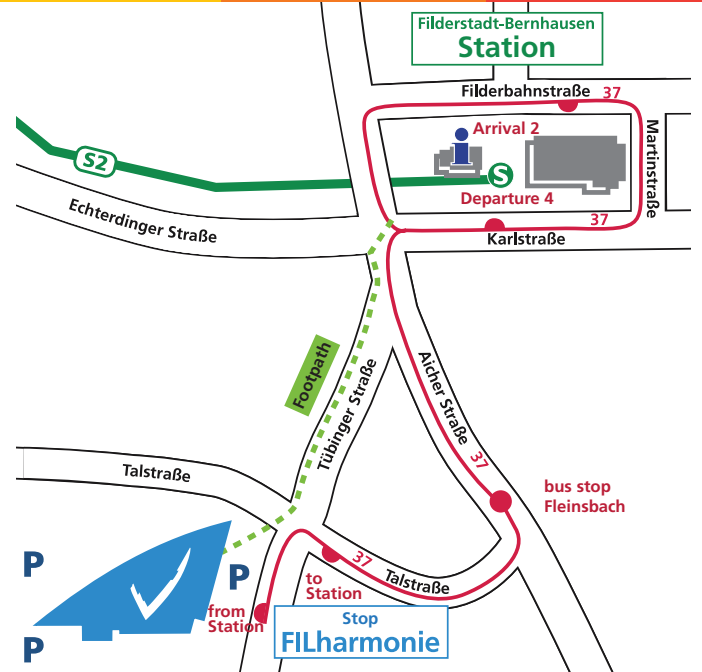 Filderstadt-Bernhausen
Station
Filderbahnstraße 37
Arrival 2
Martinstraße
S2
S
Departure 4
37
Echterdinger Straße
Karlstraße
Footpath
Tübinger Straße
Aicher Straße 37
Talstraße
bus stop
Fleinsbach
37
Talstraße
to
Station
P
P
from
Station
Stop
FILharmonie
P